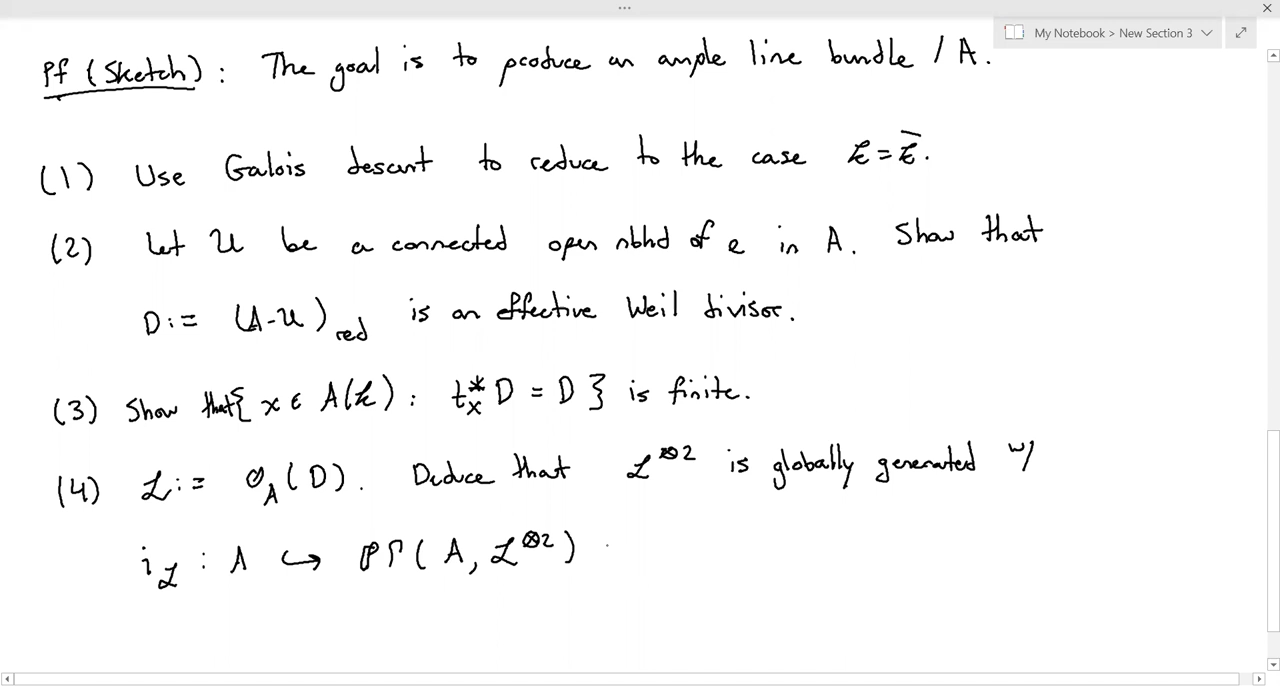 My Notebook > New Section 3
Pf (Sketch): The goal is to produce an ample line bundle / A.
(1) Use Galois descent to reduce to the case k = k̄.
(2) Let U be a connected open nbhd of e in A. Show that
D := (A-U)_red is an effective Weil divisor.
(3) Show that { x ∈ A(k) : t_x^* D = D } is finite.
(4) ℒ := 𝒪_A(D). Deduce that ℒ^⊗2 is globally generated w/
i_ℒ : A ↪ ℙΓ(A, ℒ^⊗2)